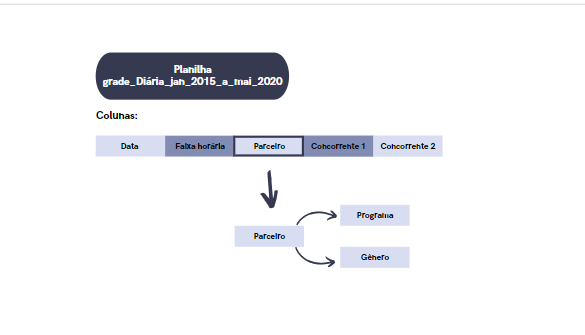 Planilha
grade_Diária_jan_2015_a_mai_2020
Colunas:
Data
Faixa horária
Parceiro
Concorrente 1
Concorrente 2
Parceiro
Programa
Gênero